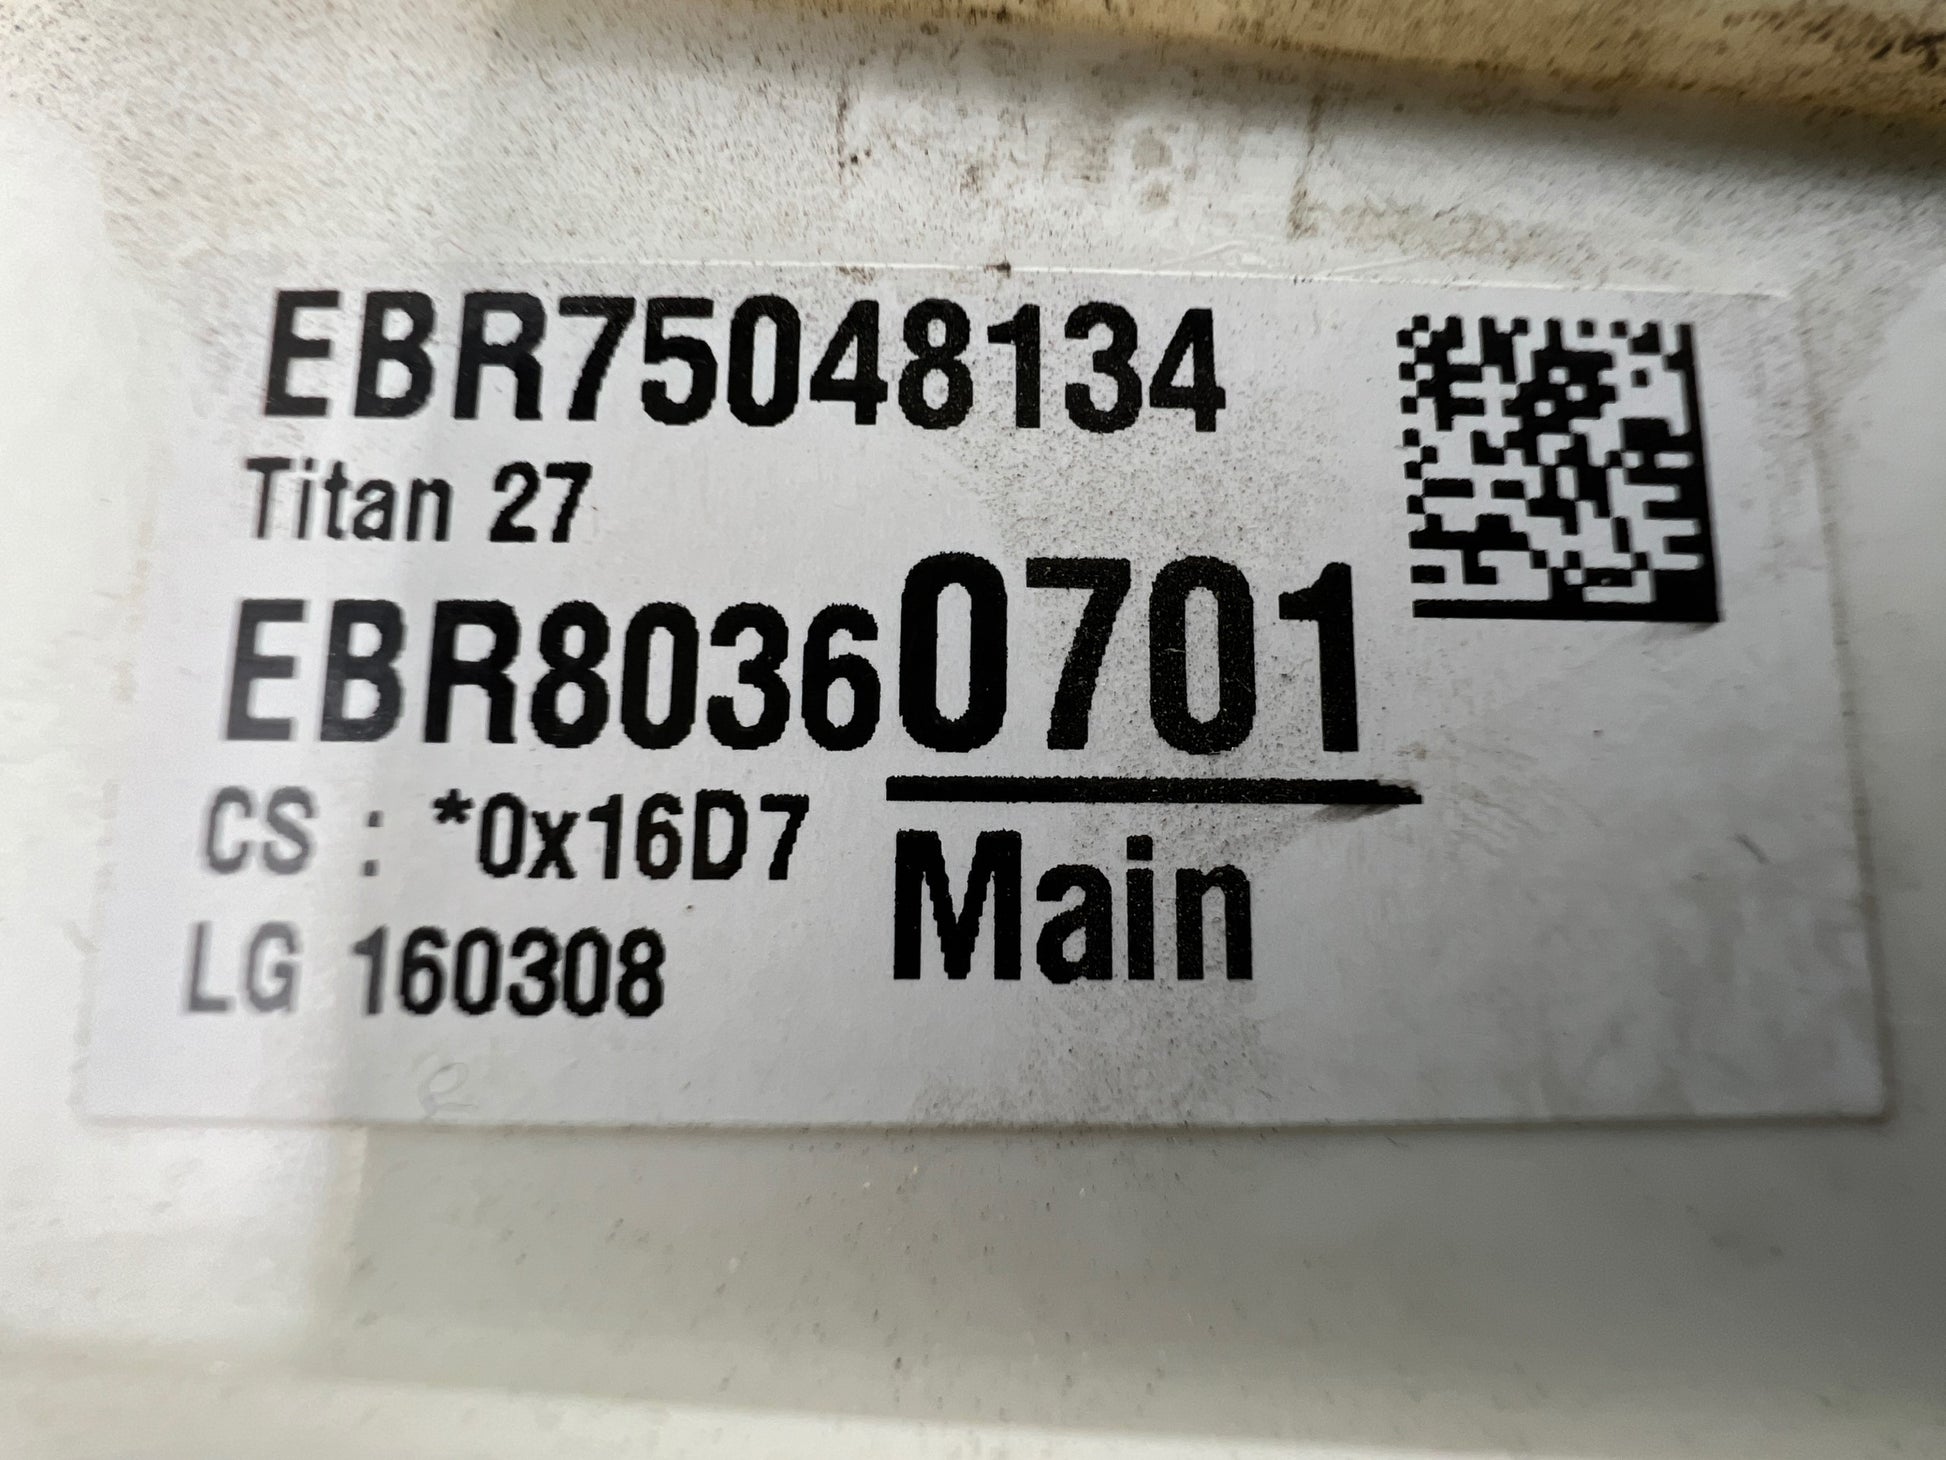 EBR75048134
Titan 27
EBR80360701
CS : *0x16D7
Main
LG 160308